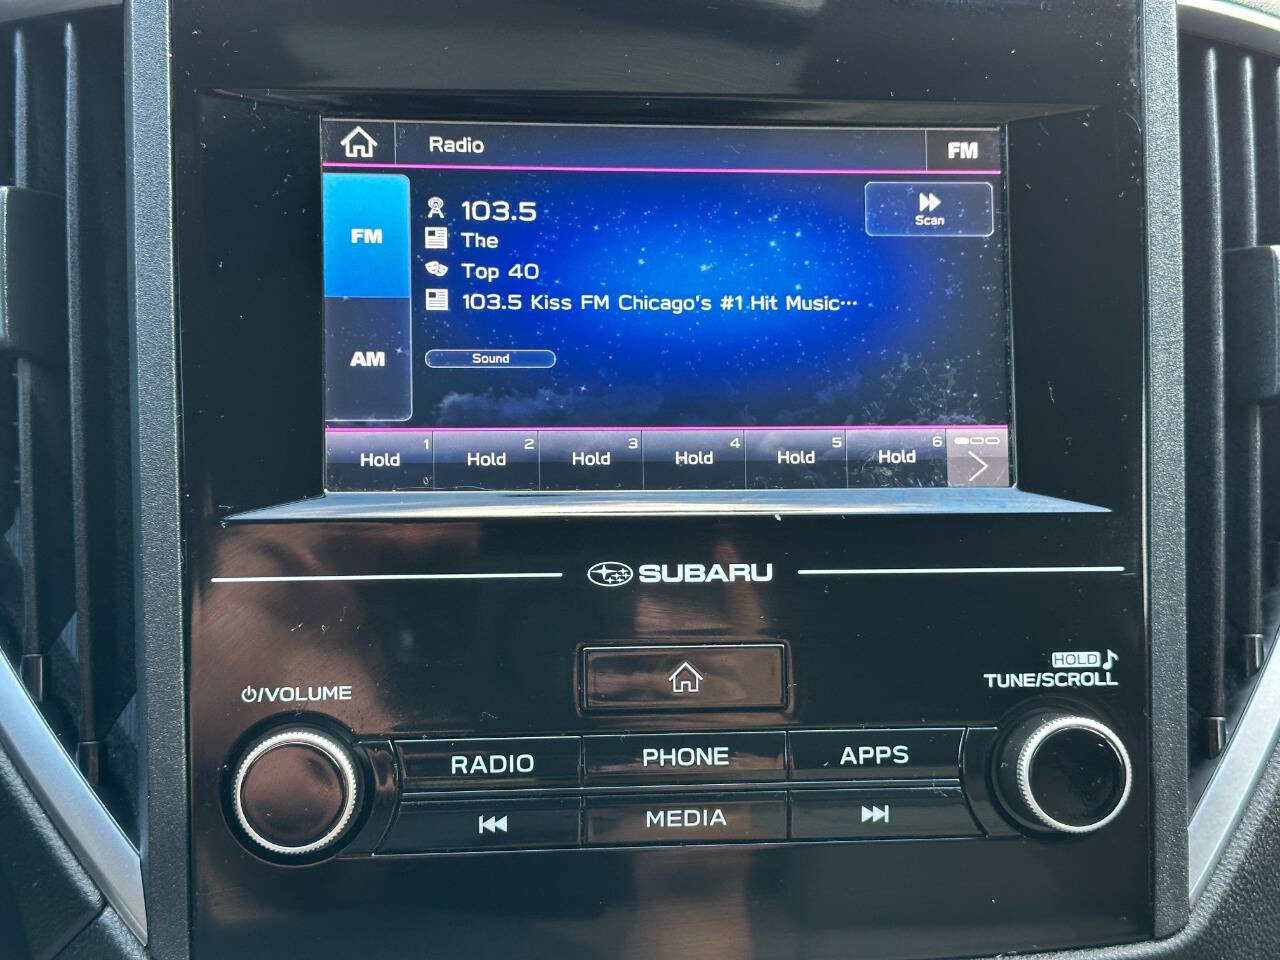 Radio
FM
FM
103.5
Scan
The
Top 40
103.5 Kiss FM Chicago's #1 Hit Music…
AM
Sound
1 2 3 4 5 6
Hold Hold Hold Hold Hold Hold
SUBARU
/VOLUME
HOLD
TUNE/SCROLL
RADIO PHONE APPS
MEDIA